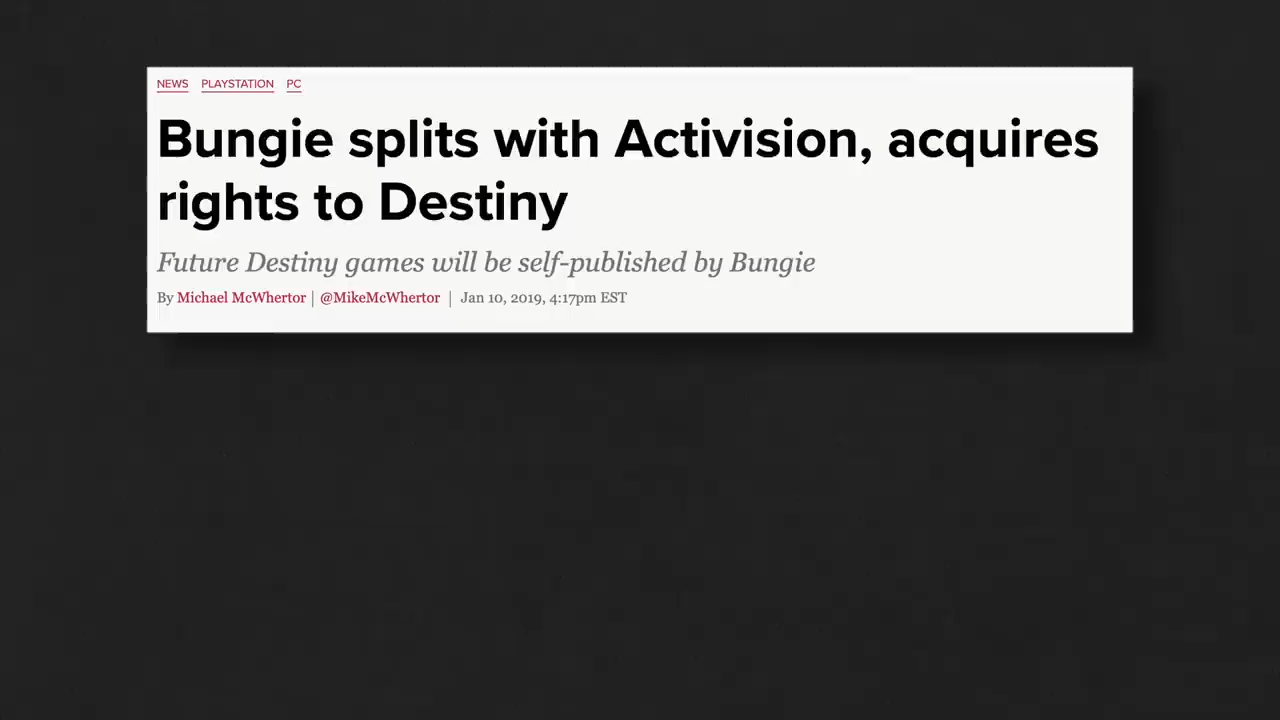 NEWS PLAYSTATION PC
Bungie splits with Activision, acquires
rights to Destiny
Future Destiny games will be self-published by Bungie
By Michael McWhertor | @MikeMcWhertor | Jan 10, 2019, 4:17pm EST